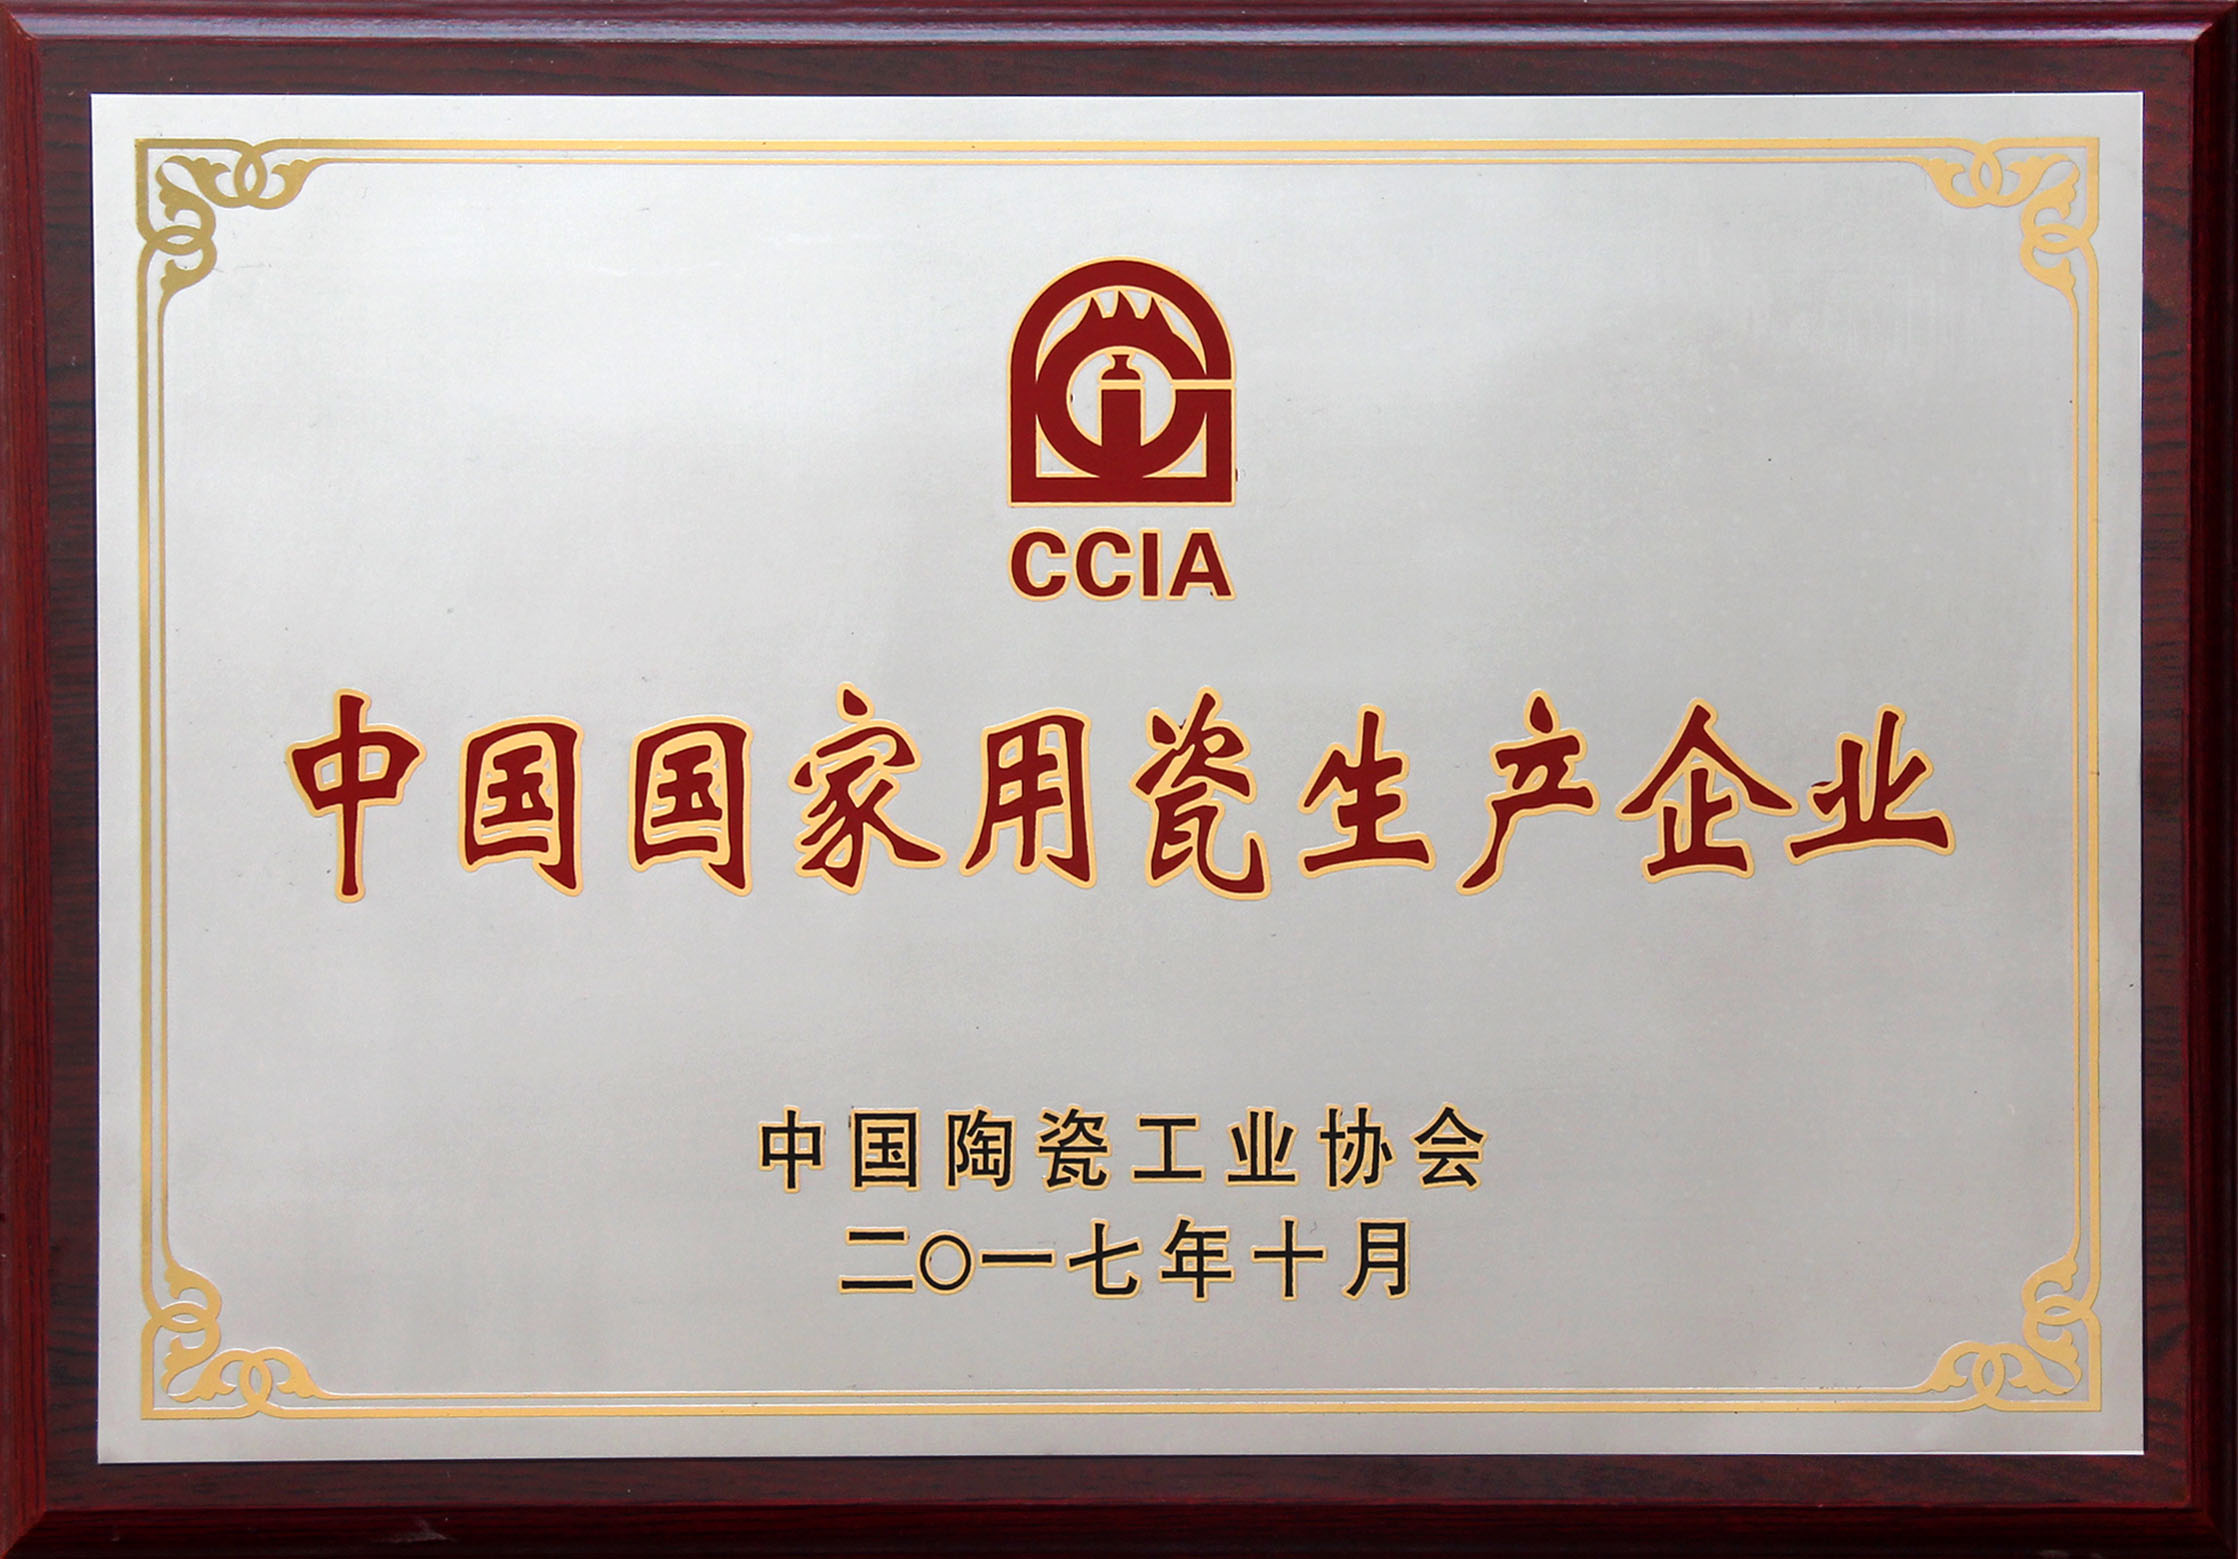 CCIA
中国国家用瓷生产企业
中国陶瓷工业协会
二〇一七年十月